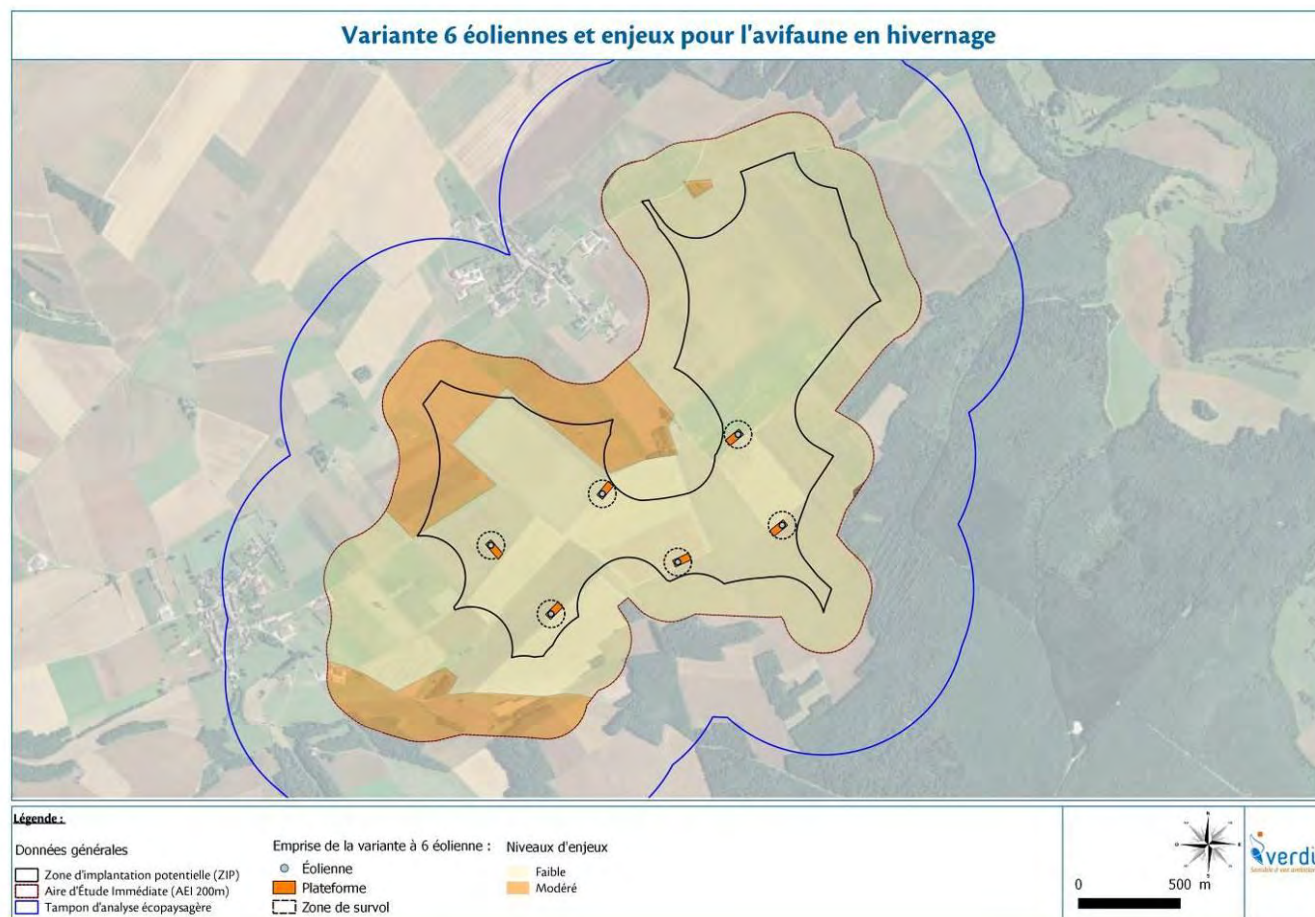 Variante 6 éoliennes et enjeux pour l'avifaune en hivernage
Légende :
Données générales
Zone d'implantation potentielle (ZIP)
Aire d'Étude Immédiate (AEI 200m)
Tampon d'analyse écopaysagère
Emprise de la variante à 6 éolienne :
Éolienne
Plateforme
Zone de survol
Niveaux d'enjeux
Faible
Modéré
0 500 m